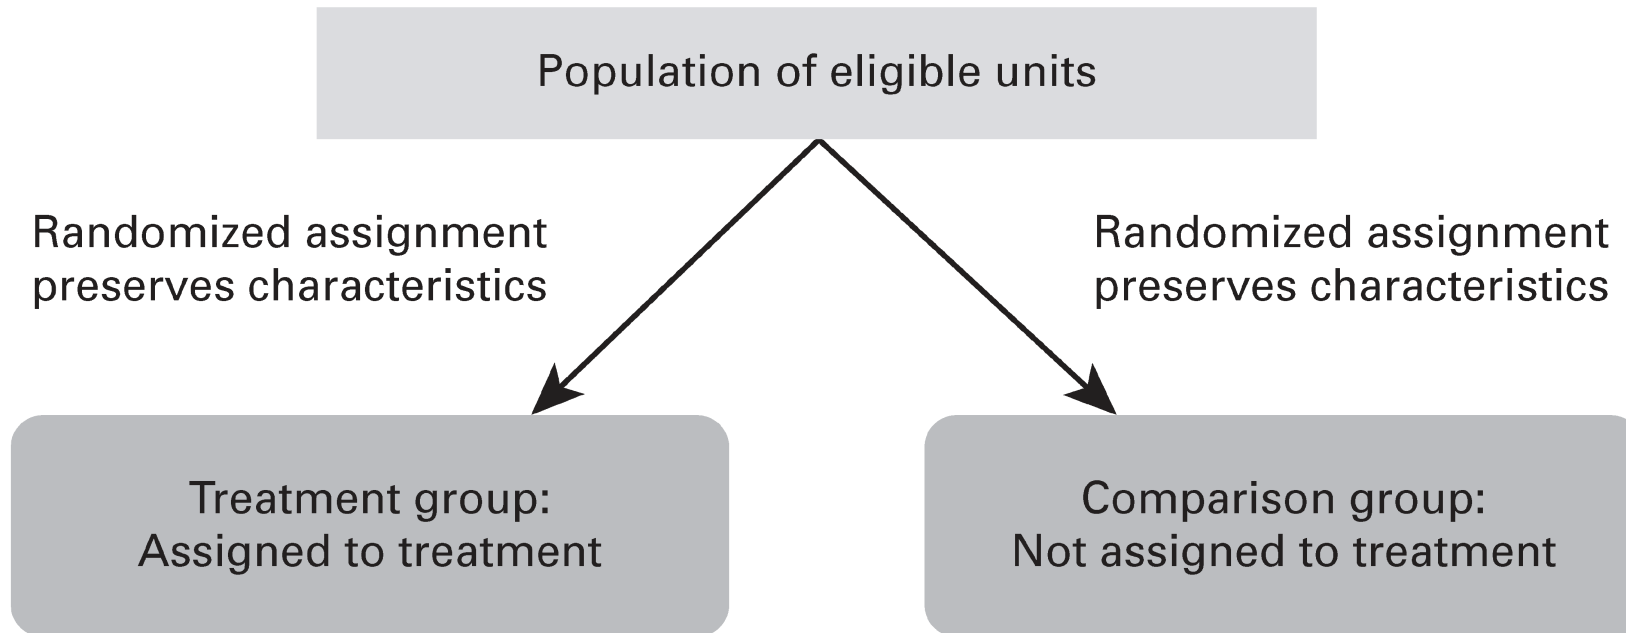 Population of eligible units
Randomized assignment
preserves characteristics
Randomized assignment
preserves characteristics
Treatment group:
Assigned to treatment
Comparison group:
Not assigned to treatment